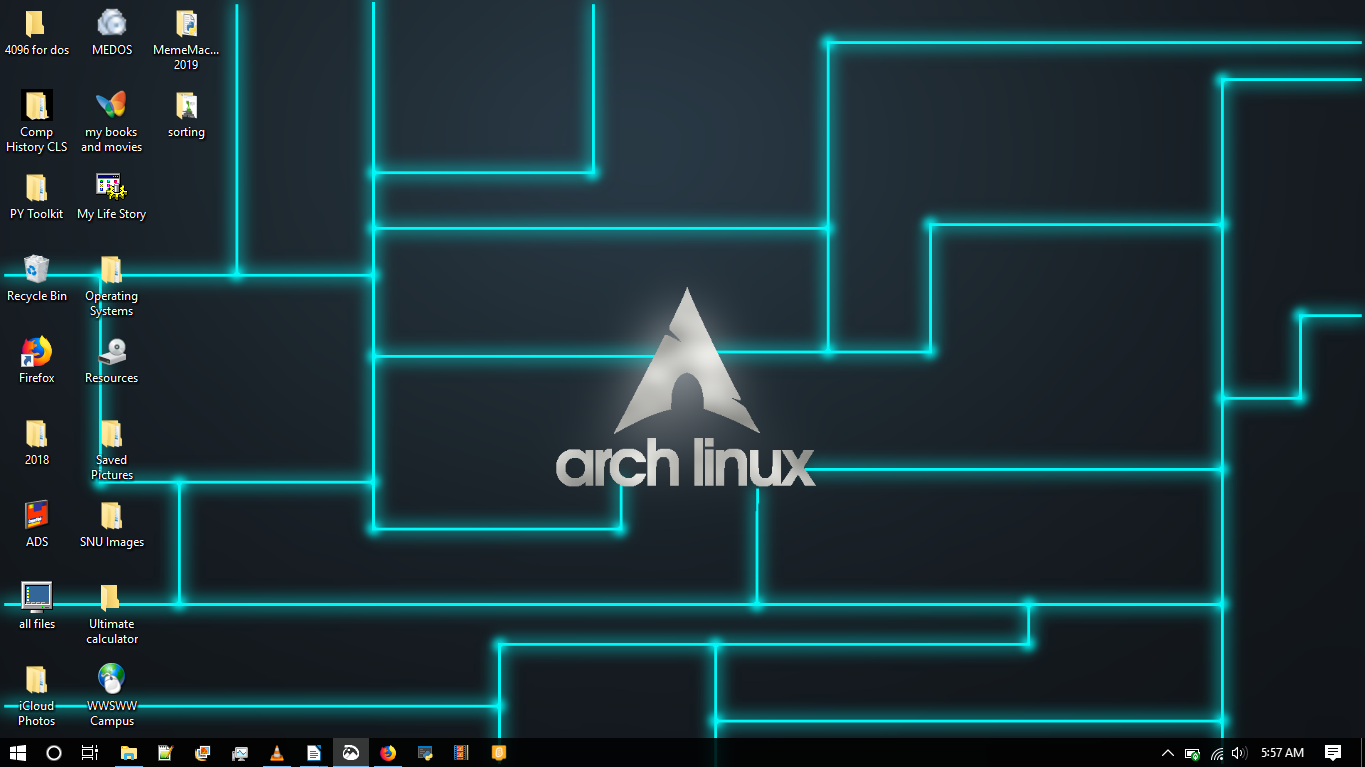 4096 for dos
MEDOS
MemeMac...
2019
Comp
History CLS
my books
and movies
sorting
PY Toolkit
My Life Story
Recycle Bin
Operating
Systems
Firefox
Resources
2018
Saved
Pictures
ADS
SNU Images
all files
Ultimate
calculator
iCloud
Photos
WWSWW
Campus
arch linux
5:57 AM